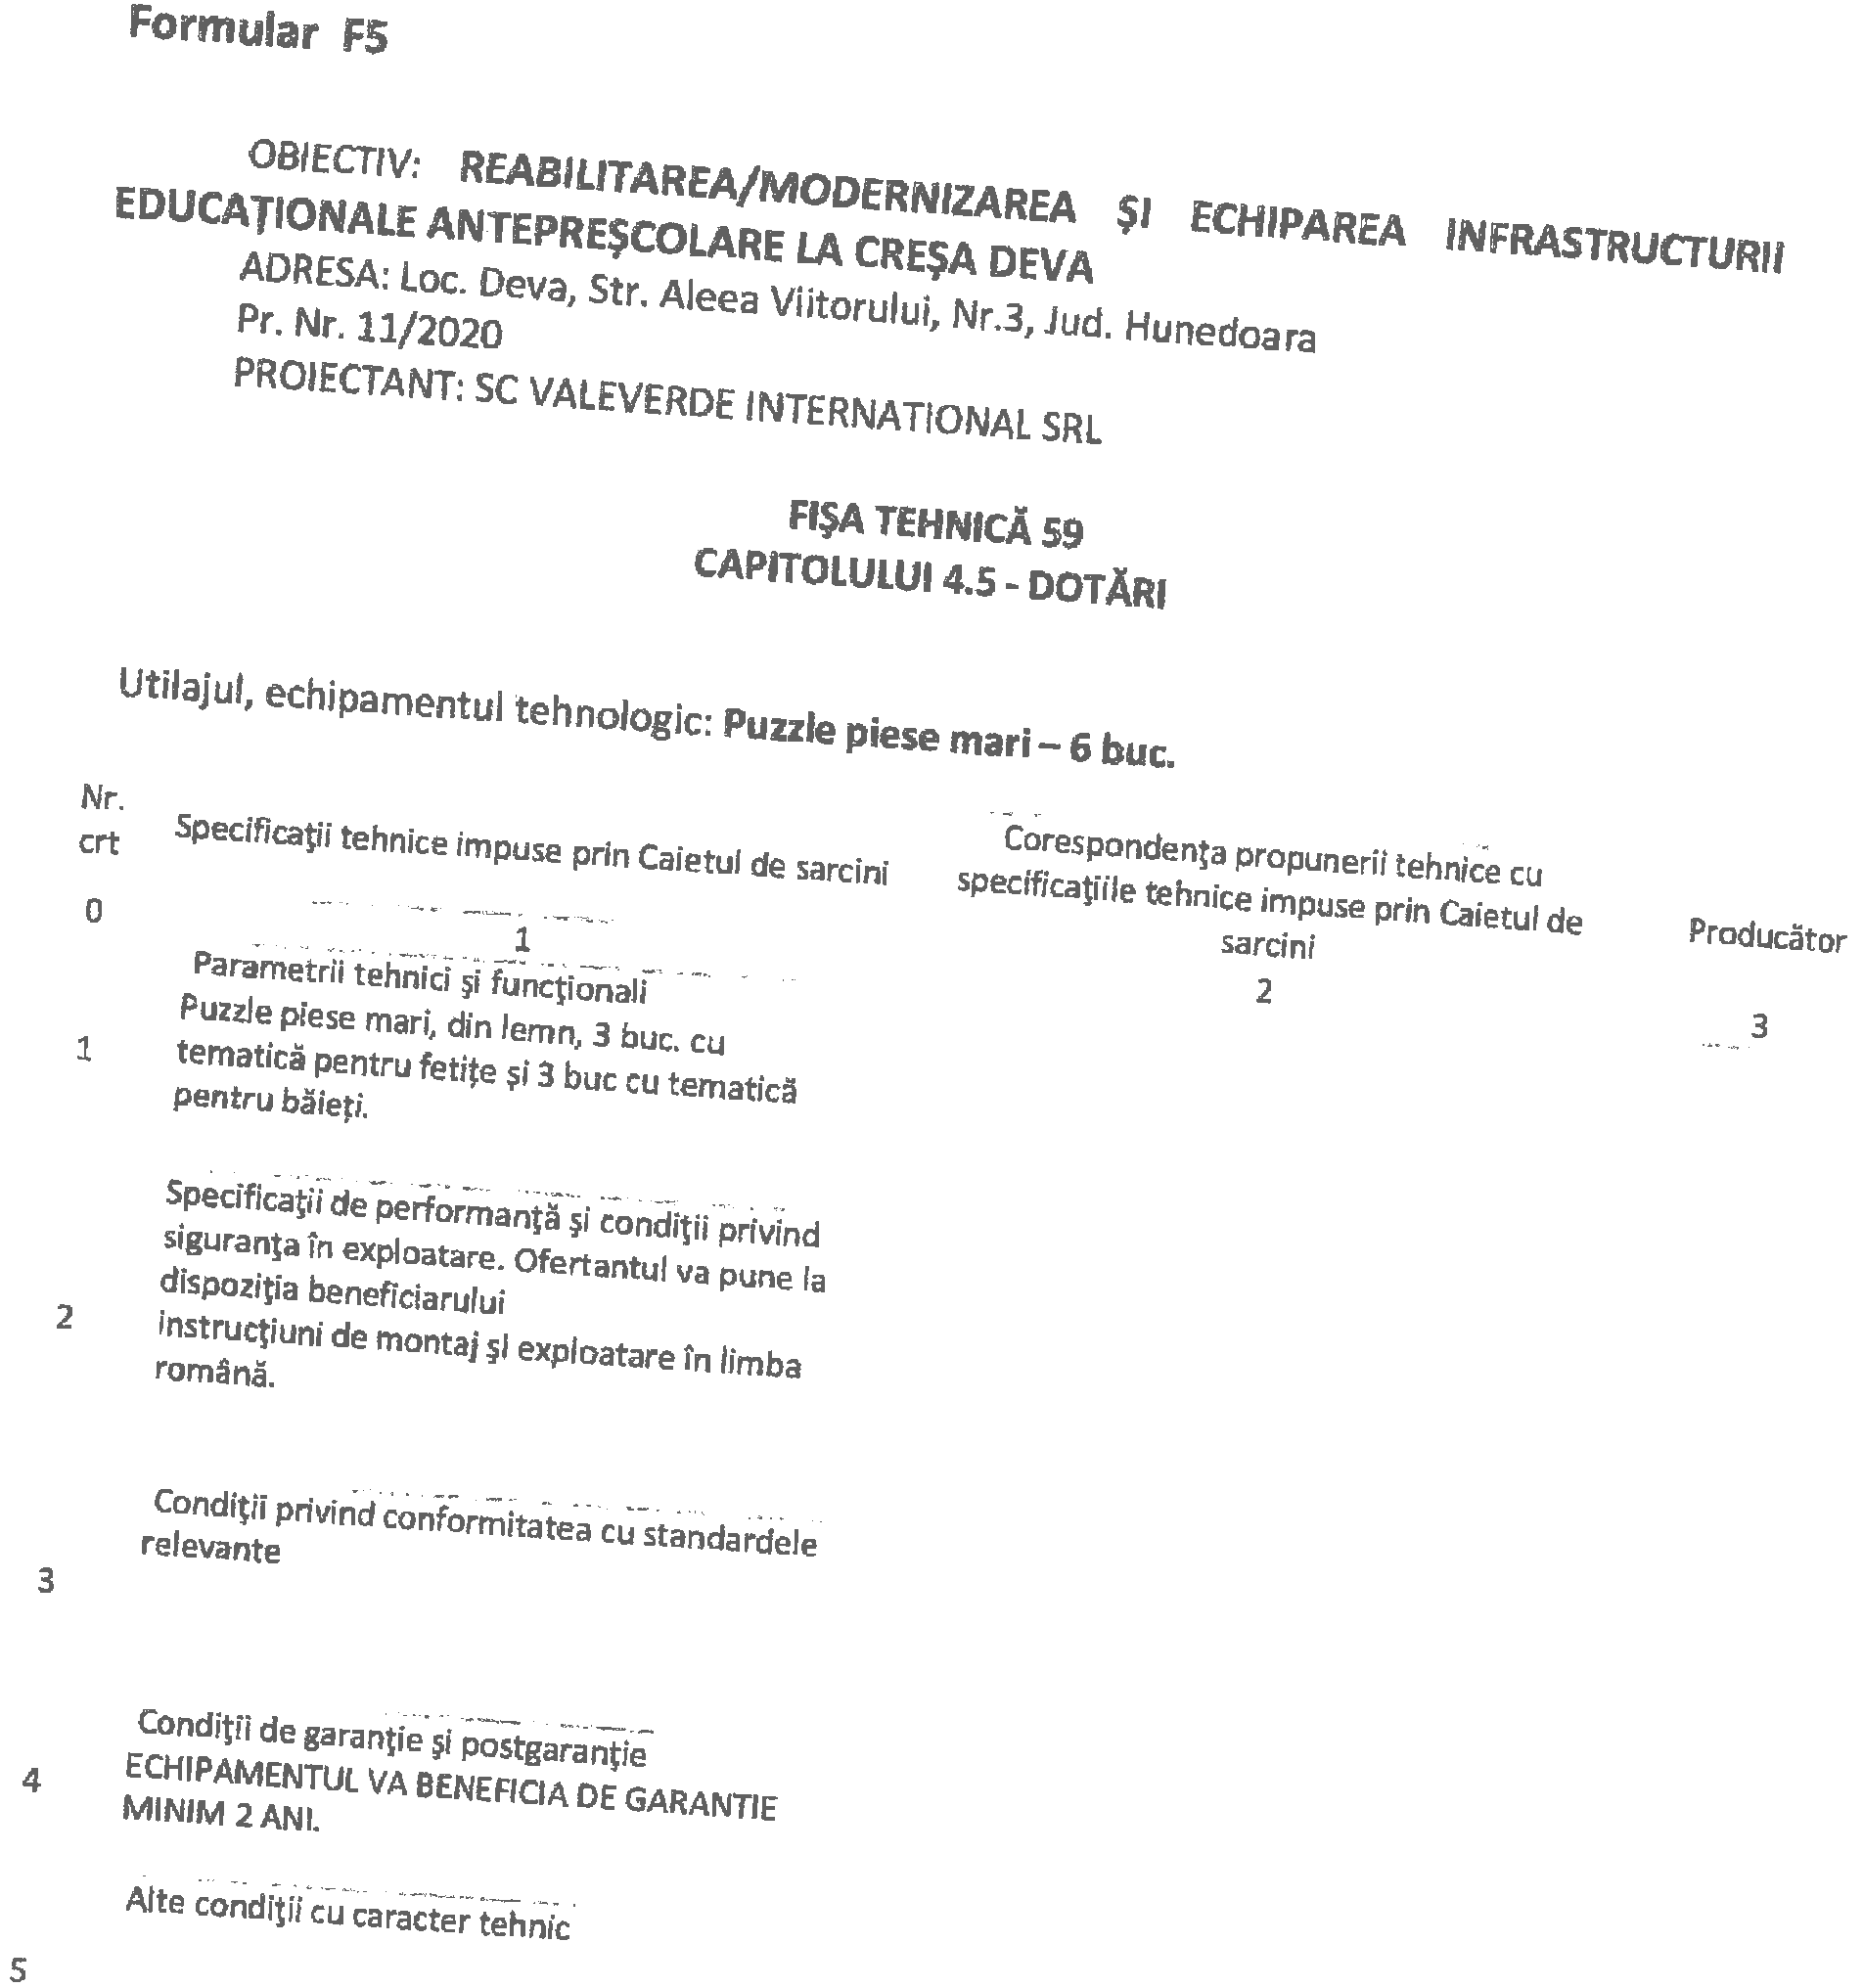 Formular F5
OBIECTIV: REABILITAREA/MODERNIZAREA ȘI ECHIPAREA INFRASTRUCTURII
EDUCAȚIONALE ANTEPREȘCOLARE LA CREȘA DEVA
ADRESA: Loc. Deva, Str. Aleea Viitorului, Nr.3, Jud. Hunedoara
Pr. Nr. 11/2020
PROIECTANT: SC VALEVERDE INTERNATIONAL SRL
FIŞA TEHNICĂ 59
CAPITOLULUI 4.5 - DOTĂRI
Utilajul, echipamentul tehnologic: Puzzle piese mari – 6 buc.
Nr.
crt
Specificaţii tehnice impuse prin Caietul de sarcini
Corespondenţa propunerii tehnice cu
specificaţiile tehnice impuse prin Caietul de
sarcini
Producător
0
1
2
3
Parametrii tehnici şi funcţionali
1
Puzzle piese mari, din lemn, 3 buc. cu
tematică pentru fetițe și 3 buc cu tematică
pentru băieți.
Specificaţii de performanţă şi condiţii privind
siguranţa în exploatare. Ofertantul va pune la
dispoziţia beneficiarului
2
instrucţiuni de montaj şi exploatare în limba
română.
Condiţii privind conformitatea cu standardele
relevante
3
Condiţii de garanţie şi postgaranţie
4
ECHIPAMENTUL VA BENEFICIA DE GARANTIE
MINIM 2 ANI.
Alte condiţii cu caracter tehnic
5